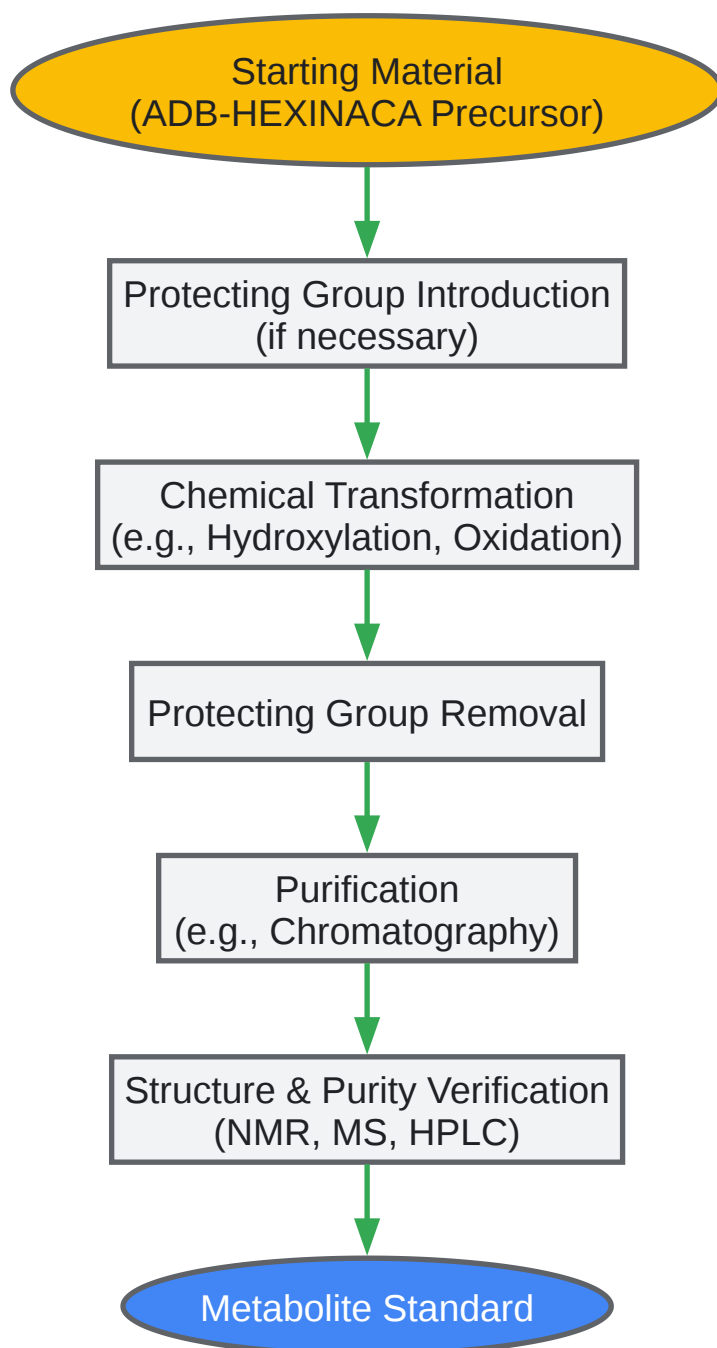 Starting Material
(ADB-HEXINACA Precursor)
Protecting Group Introduction
(if necessary)
Chemical Transformation
(e.g., Hydroxylation, Oxidation)
Protecting Group Removal
Purification
(e.g., Chromatography)
Structure & Purity Verification
(NMR, MS, HPLC)
Metabolite Standard